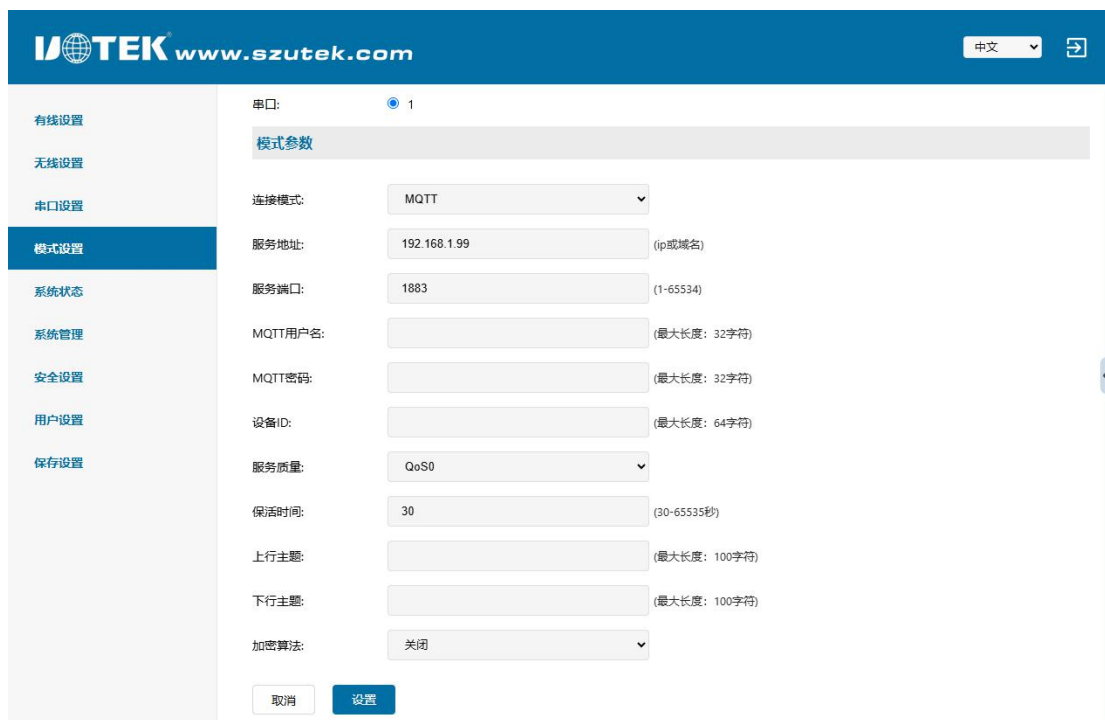 UTEK www.szutek.com
中文
有线设置
无线设置
串口设置
模式设置
系统状态
系统管理
安全设置
用户设置
保存设置
串口: 1
模式参数
连接模式: MQTT
服务地址: 192.168.1.99 (ip或域名)
服务端口: 1883 (1-65534)
MQTT用户名: (最大长度: 32字符)
MQTT密码: (最大长度: 32字符)
设备ID: (最大长度: 64字符)
服务质量: QoS0
保活时间: 30 (30-65535秒)
上行主题: (最大长度: 100字符)
下行主题: (最大长度: 100字符)
加密算法: 关闭
取消 设置